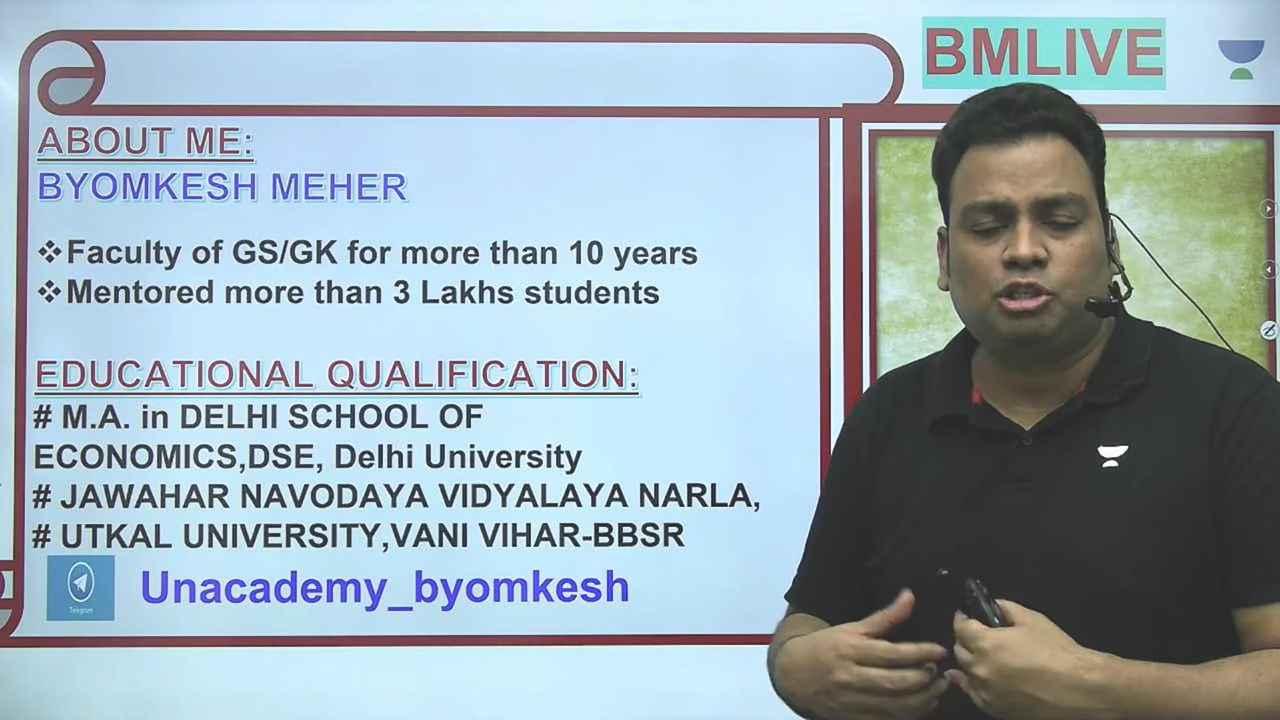 BMLIVE
ABOUT ME:
BYOMKESH MEHER
❖Faculty of GS/GK for more than 10 years
❖Mentored more than 3 Lakhs students
EDUCATIONAL QUALIFICATION:
# M.A. in DELHI SCHOOL OF
ECONOMICS,DSE, Delhi University
# JAWAHAR NAVODAYA VIDYALAYA NARLA,
# UTKAL UNIVERSITY,VANI VIHAR-BBSR
Telegram
Unacademy_byomkesh